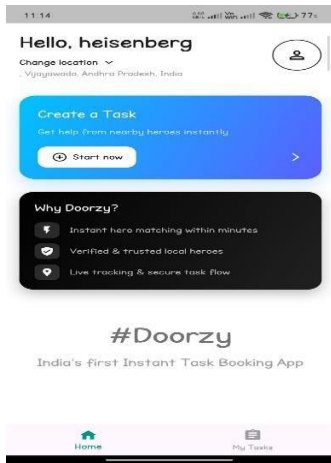 11:14
77
Hello, heisenberg
Change location
, Vijayawada, Andhra Pradesh, India
Create a Task
Get help from nearby heroes instantly
Start now
Why Doorzy?
Instant hero matching within minutes
Verified & trusted local heroes
Live tracking & secure task flow
#Doorzy
India's first Instant Task Booking App
Home
My Tasks